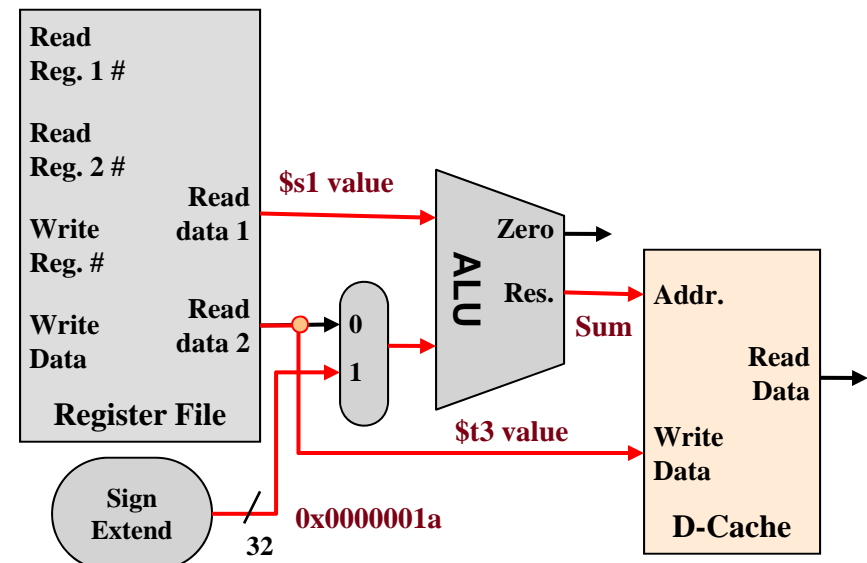 Read
Reg. 1 #
Read
Reg. 2 #
Write
Reg. #
Write
Data
Read
data 1
Read
data 2
Register File
$s1 value
0
1
ALU
Zero
Res.
Sum
$t3 value
Sign
Extend
32
0x0000001a
Addr.
Read
Data
Write
Data
D-Cache